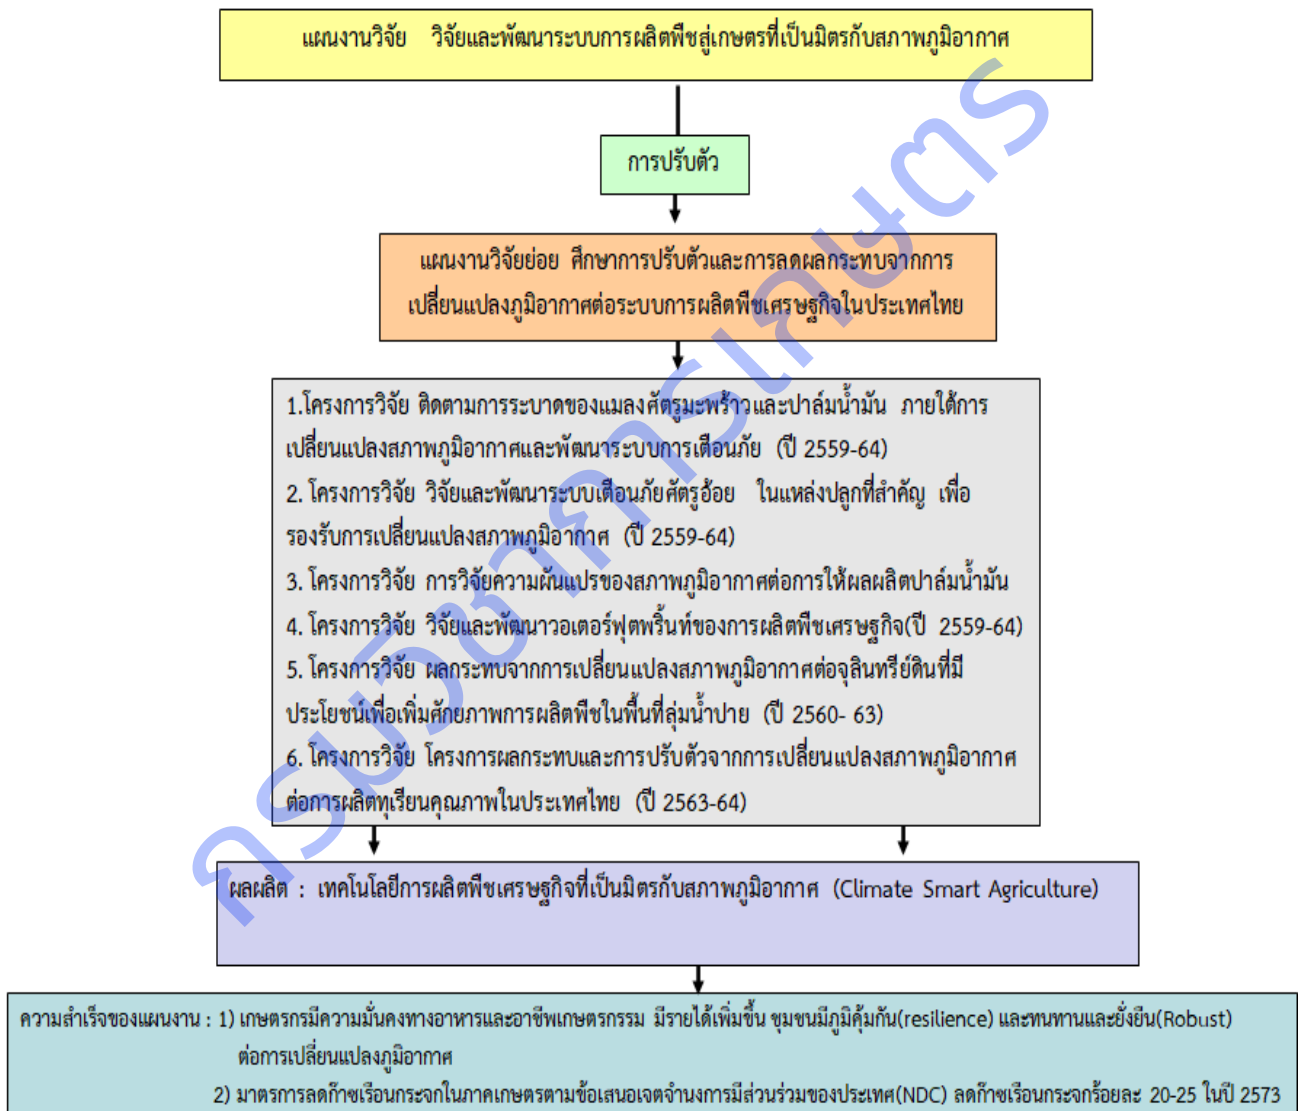 แผนงานวิจัย วิจัยและพัฒนาระบบการผลิตพืชสู่เกษตรที่เป็นมิตรกับสภาพภูมิอากาศ
การปรับตัว
แผนงานวิจัยย่อย ศึกษาการปรับตัวและการลดผลกระทบจากการ
เปลี่ยนแปลงภูมิอากาศต่อระบบการผลิตพืชเศรษฐกิจในประเทศไทย
1.โครงการวิจัย ติดตามการระบาดของแมลงศัตรูมะพร้าวและปาล์มน้ำมัน ภายใต้การ
เปลี่ยนแปลงสภาพภูมิอากาศและพัฒนาระบบการเตือนภัย (ปี 2559-64)
2. โครงการวิจัย วิจัยและพัฒนาระบบเตือนภัยศัตรูอ้อย ในแหล่งปลูกที่สำคัญ เพื่อ
รองรับการเปลี่ยนแปลงสภาพภูมิอากาศ (ปี 2559-64)
3. โครงการวิจัย การวิจัยความผันแปรของสภาพภูมิอากาศต่อการให้ผลผลิตปาล์มน้ำมัน
4. โครงการวิจัย วิจัยและพัฒนาวอเตอร์ฟุตพริ้นท์ของการผลิตพืชเศรษฐกิจ(ปี 2559-64)
5. โครงการวิจัย ผลกระทบจากการเปลี่ยนแปลงสภาพภูมิอากาศต่อจุลินทรีย์ดินที่มี
ประโยชน์เพื่อเพิ่มศักยภาพการผลิตพืชในพื้นที่ลุ่มน้ำปาย (ปี 2560- 63)
6. โครงการวิจัย โครงการผลกระทบและการปรับตัวจากการเปลี่ยนแปลงสภาพภูมิอากาศ
ต่อการผลิตทุเรียนคุณภาพในประเทศไทย (ปี 2563-64)
ผลผลิต : เทคโนโลยีการผลิตพืชเศรษฐกิจที่เป็นมิตรกับสภาพภูมิอากาศ (Climate Smart Agriculture)
ความสำเร็จของแผนงาน : 1) เกษตรกรมีความมั่นคงทางอาหารและอาชีพเกษตรกรรม มีรายได้เพิ่มขึ้น ชุมชนมีภูมิคุ้มกัน(resilience) และทนทานและยั่งยืน(Robust)
ต่อการเปลี่ยนแปลงภูมิอากาศ
2) มาตรการลดก๊าซเรือนกระจกในภาคเกษตรตามข้อเสนอเจตจำนงการมีส่วนร่วมของประเทศ(NDC) ลดก๊าซเรือนกระจกร้อยละ 20-25 ในปี 2573
กรมวิชาการเกษตร